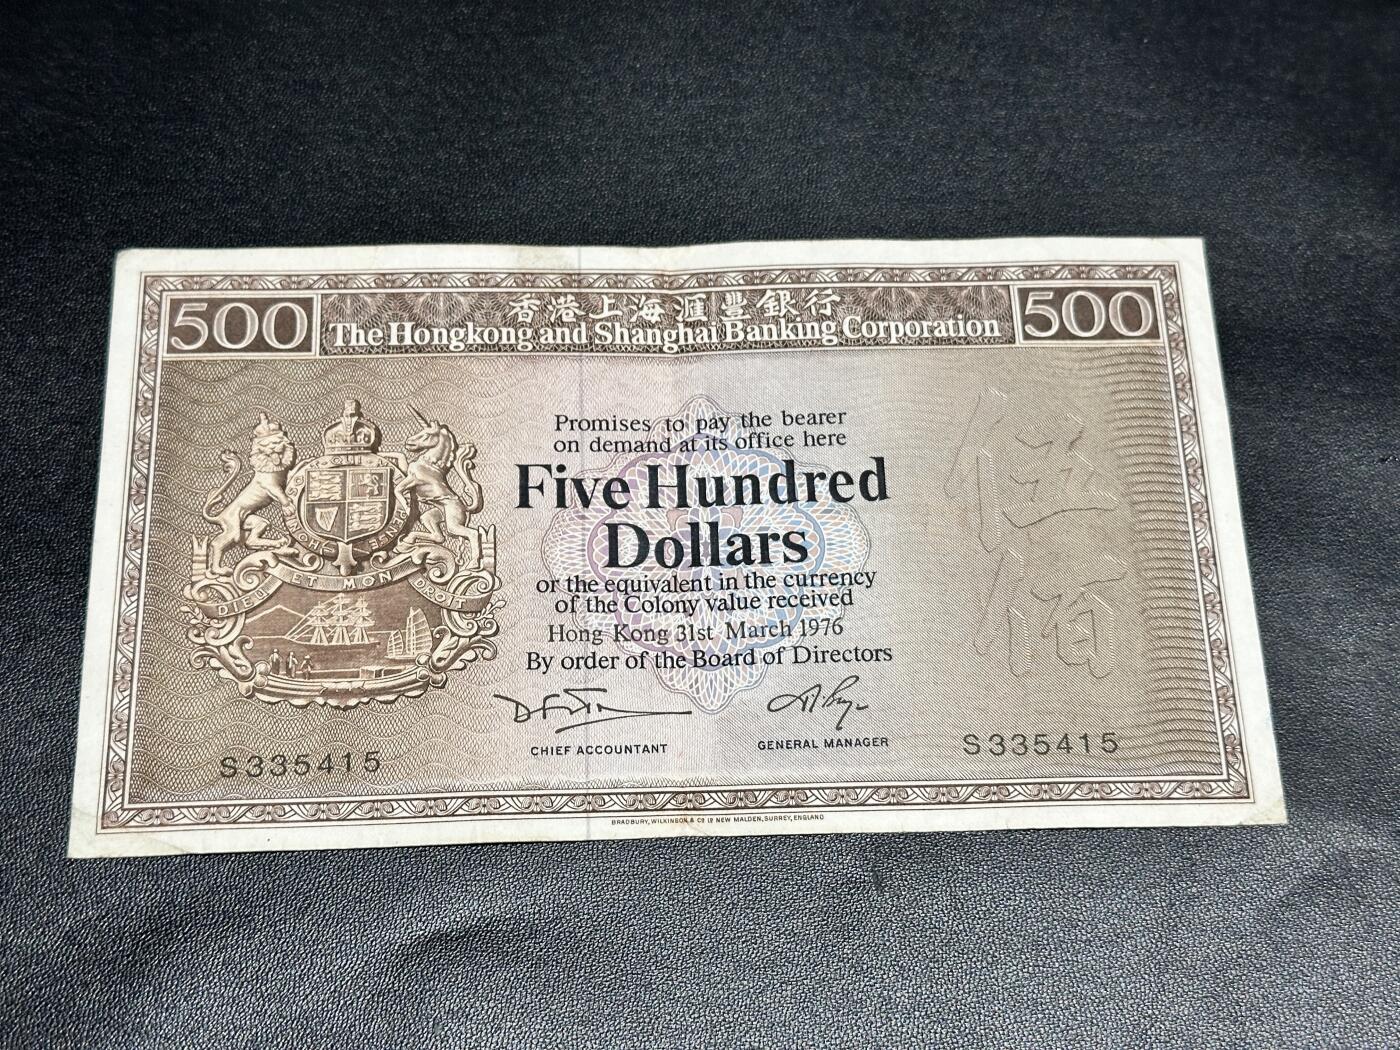 香港上海滙豐銀行
500 The Hongkong and Shanghai Banking Corporation 500
Promises to pay the bearer
on demand at its office here
Five Hundred
Dollars
or the equivalent in the currency
of the Colony value received
Hong Kong 31st March 1976
By order of the Board of Directors
CHIEF ACCOUNTANT
GENERAL MANAGER
S335415
S335415
DIEU ET MON DROIT
伍
佰
BRADBURY, WILKINSON & Co Ld NEW MALDEN, SURREY, ENGLAND